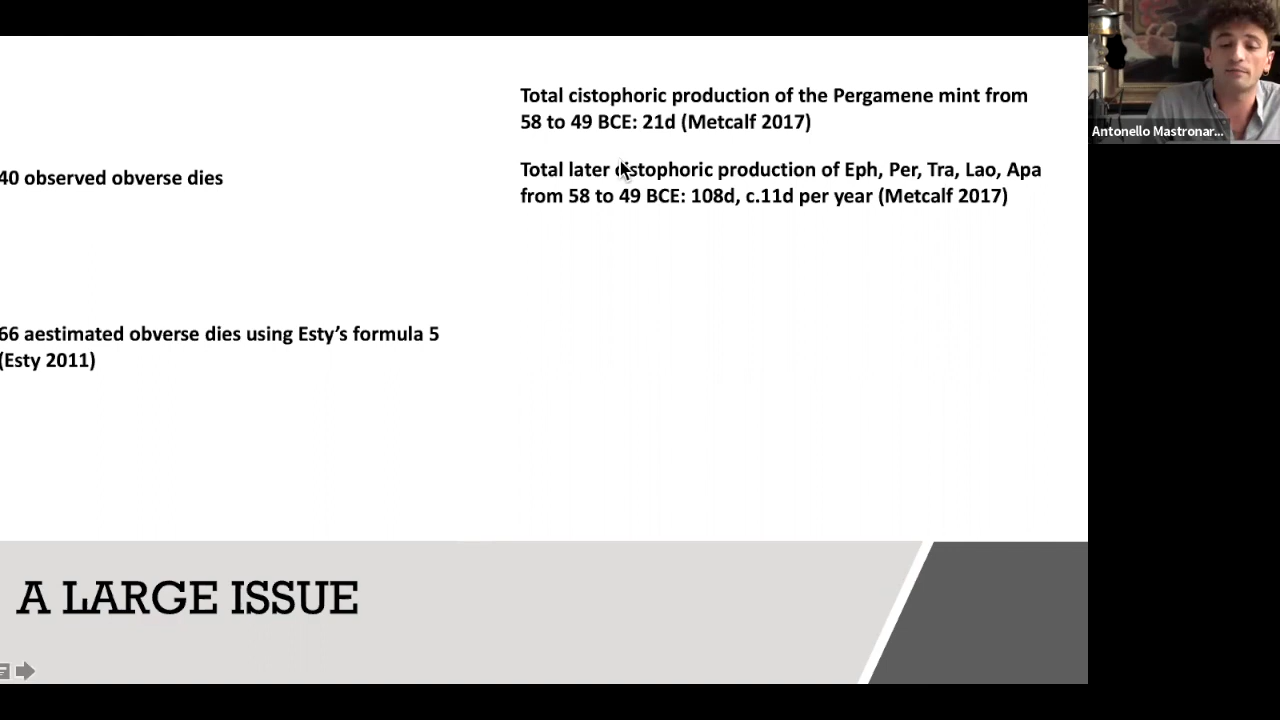 Total cistophoric production of the Pergamene mint from
58 to 49 BCE: 21d (Metcalf 2017)
Antonello Mastronar...
40 observed obverse dies
Total later cistophoric production of Eph, Per, Tra, Lao, Apa
from 58 to 49 BCE: 108d, c.11d per year (Metcalf 2017)
66 aestimated obverse dies using Esty's formula 5
(Esty 2011)
A LARGE ISSUE